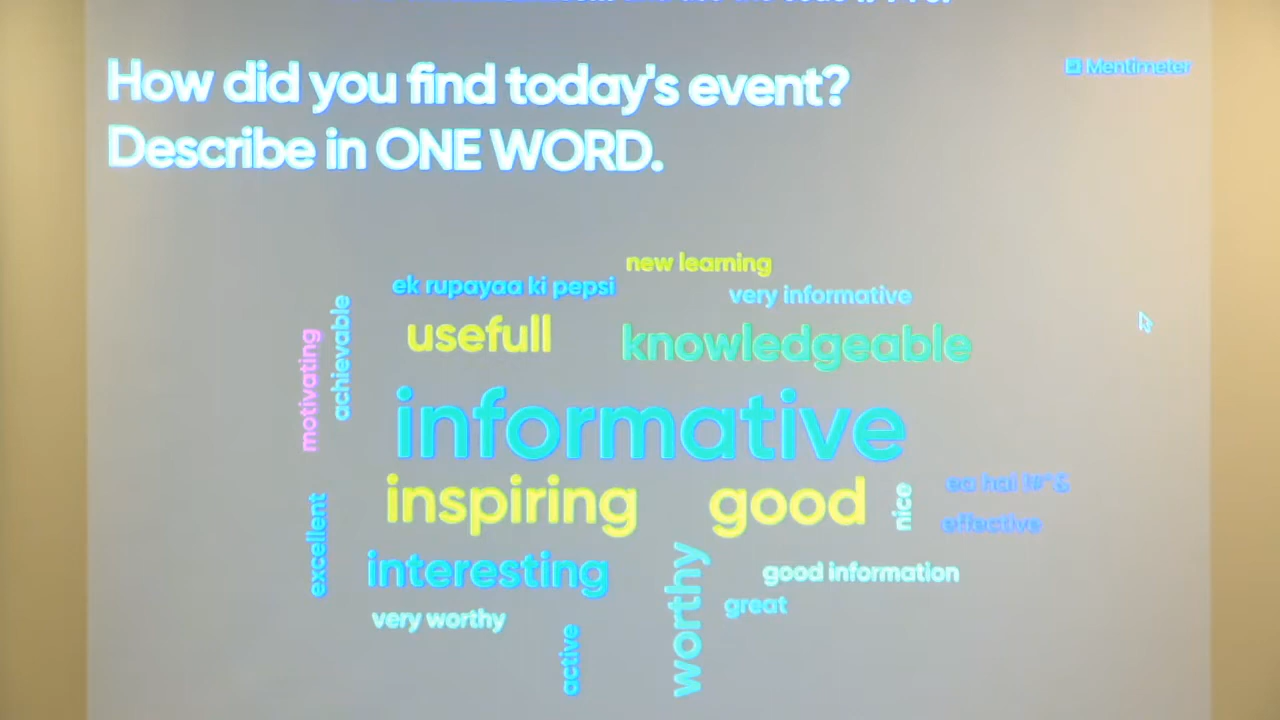 How did you find today's event?
Describe in ONE WORD.
Mentimeter
new learning
ek rupayaa ki pepsi
very informative
achievable
motivating
usefull
knowledgeable
informative
inspiring
good
nice
effective
excellent
interesting
worthy
good information
great
very worthy
active